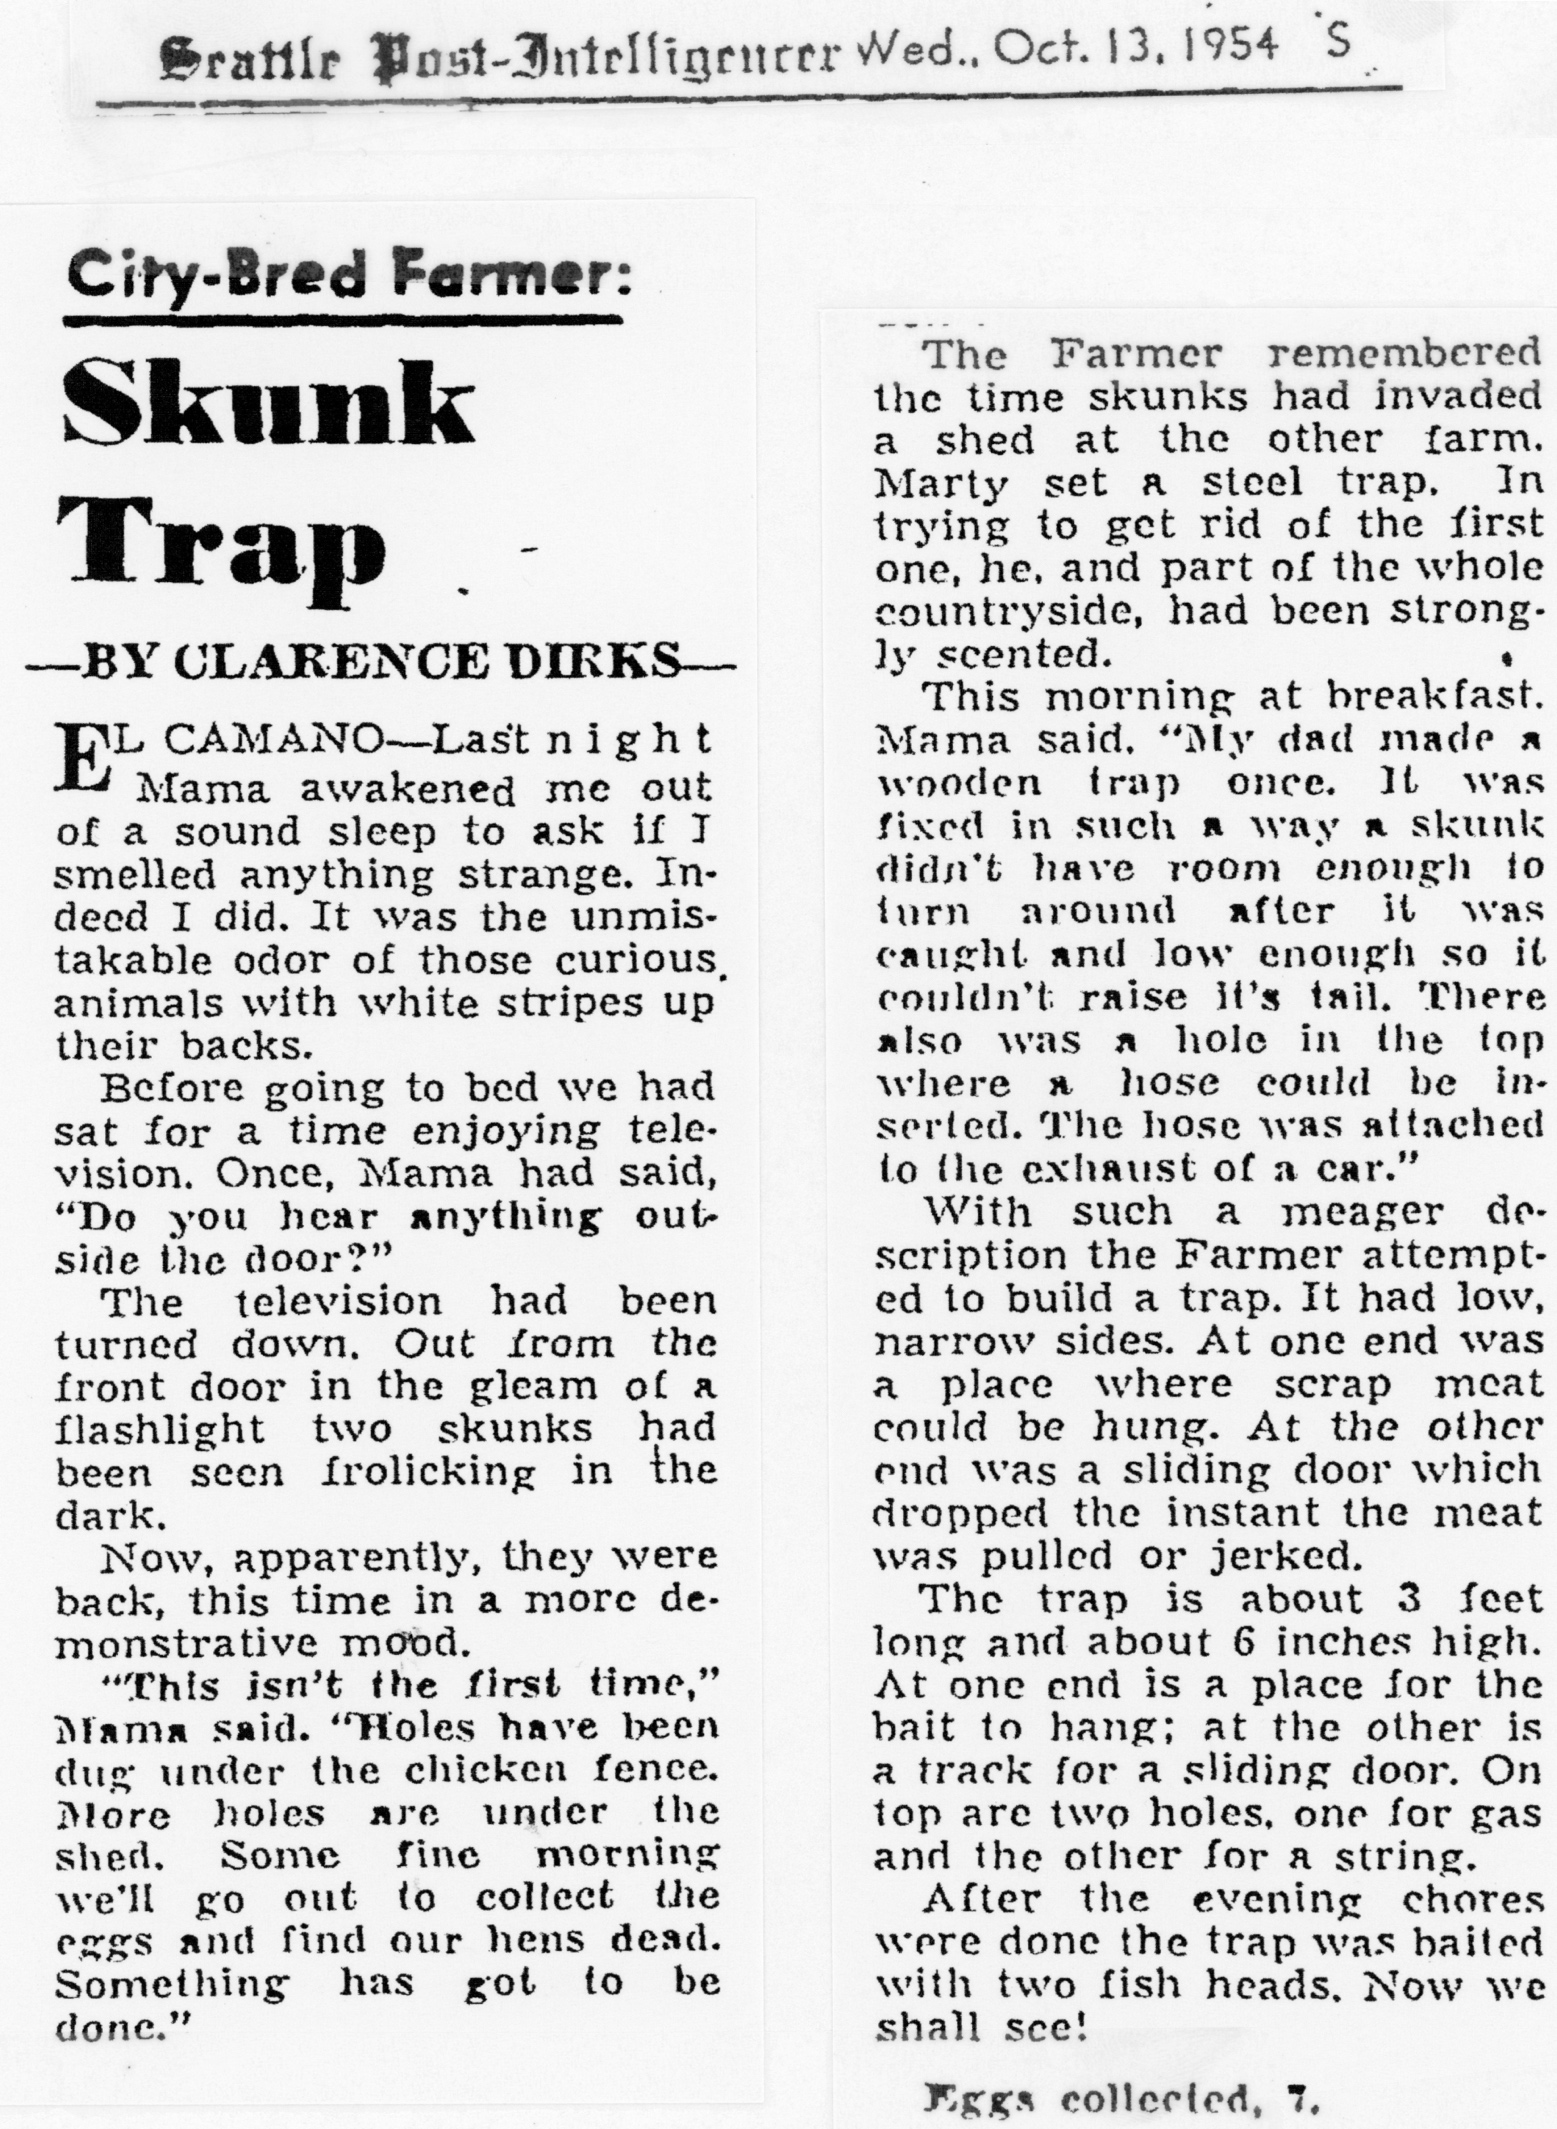 Seattle Post-Intelligencer Wed., Oct. 13, 1954 S
City-Bred Farmer:
Skunk
Trap
—BY CLARENCE DIRKS—
EL CAMANO—Last night
Mama awakened me out
of a sound sleep to ask if I
smelled anything strange. In-
deed I did. It was the unmis-
takable odor of those curious
animals with white stripes up
their backs.
Before going to bed we had
sat for a time enjoying tele-
vision. Once, Mama had said,
"Do you hear anything out-
side the door?"
The television had been
turned down. Out from the
front door in the gleam of a
flashlight two skunks had
been seen frolicking in the
dark.
Now, apparently, they were
back, this time in a more de-
monstrative mood.
"This isn't the first time,"
Mama said. "Holes have been
dug under the chicken fence.
More holes are under the
shed. Some fine morning
we'll go out to collect the
eggs and find our hens dead.
Something has got to be
done."
The Farmer remembered
the time skunks had invaded
a shed at the other farm.
Marty set a steel trap. In
trying to get rid of the first
one, he, and part of the whole
countryside, had been strong-
ly scented.
This morning at breakfast.
Mama said, "My dad made a
wooden trap once. It was
fixed in such a way a skunk
didn't have room enough to
turn around after it was
caught and low enough so it
couldn't raise it's tail. There
also was a hole in the top
where a hose could be in-
serted. The hose was attached
to the exhaust of a car."
With such a meager de-
scription the Farmer attempt-
ed to build a trap. It had low,
narrow sides. At one end was
a place where scrap meat
could be hung. At the other
end was a sliding door which
dropped the instant the meat
was pulled or jerked.
The trap is about 3 feet
long and about 6 inches high.
At one end is a place for the
bait to hang; at the other is
a track for a sliding door. On
top are two holes, one for gas
and the other for a string.
After the evening chores
were done the trap was baited
with two fish heads. Now we
shall see!
Eggs collected, 7.